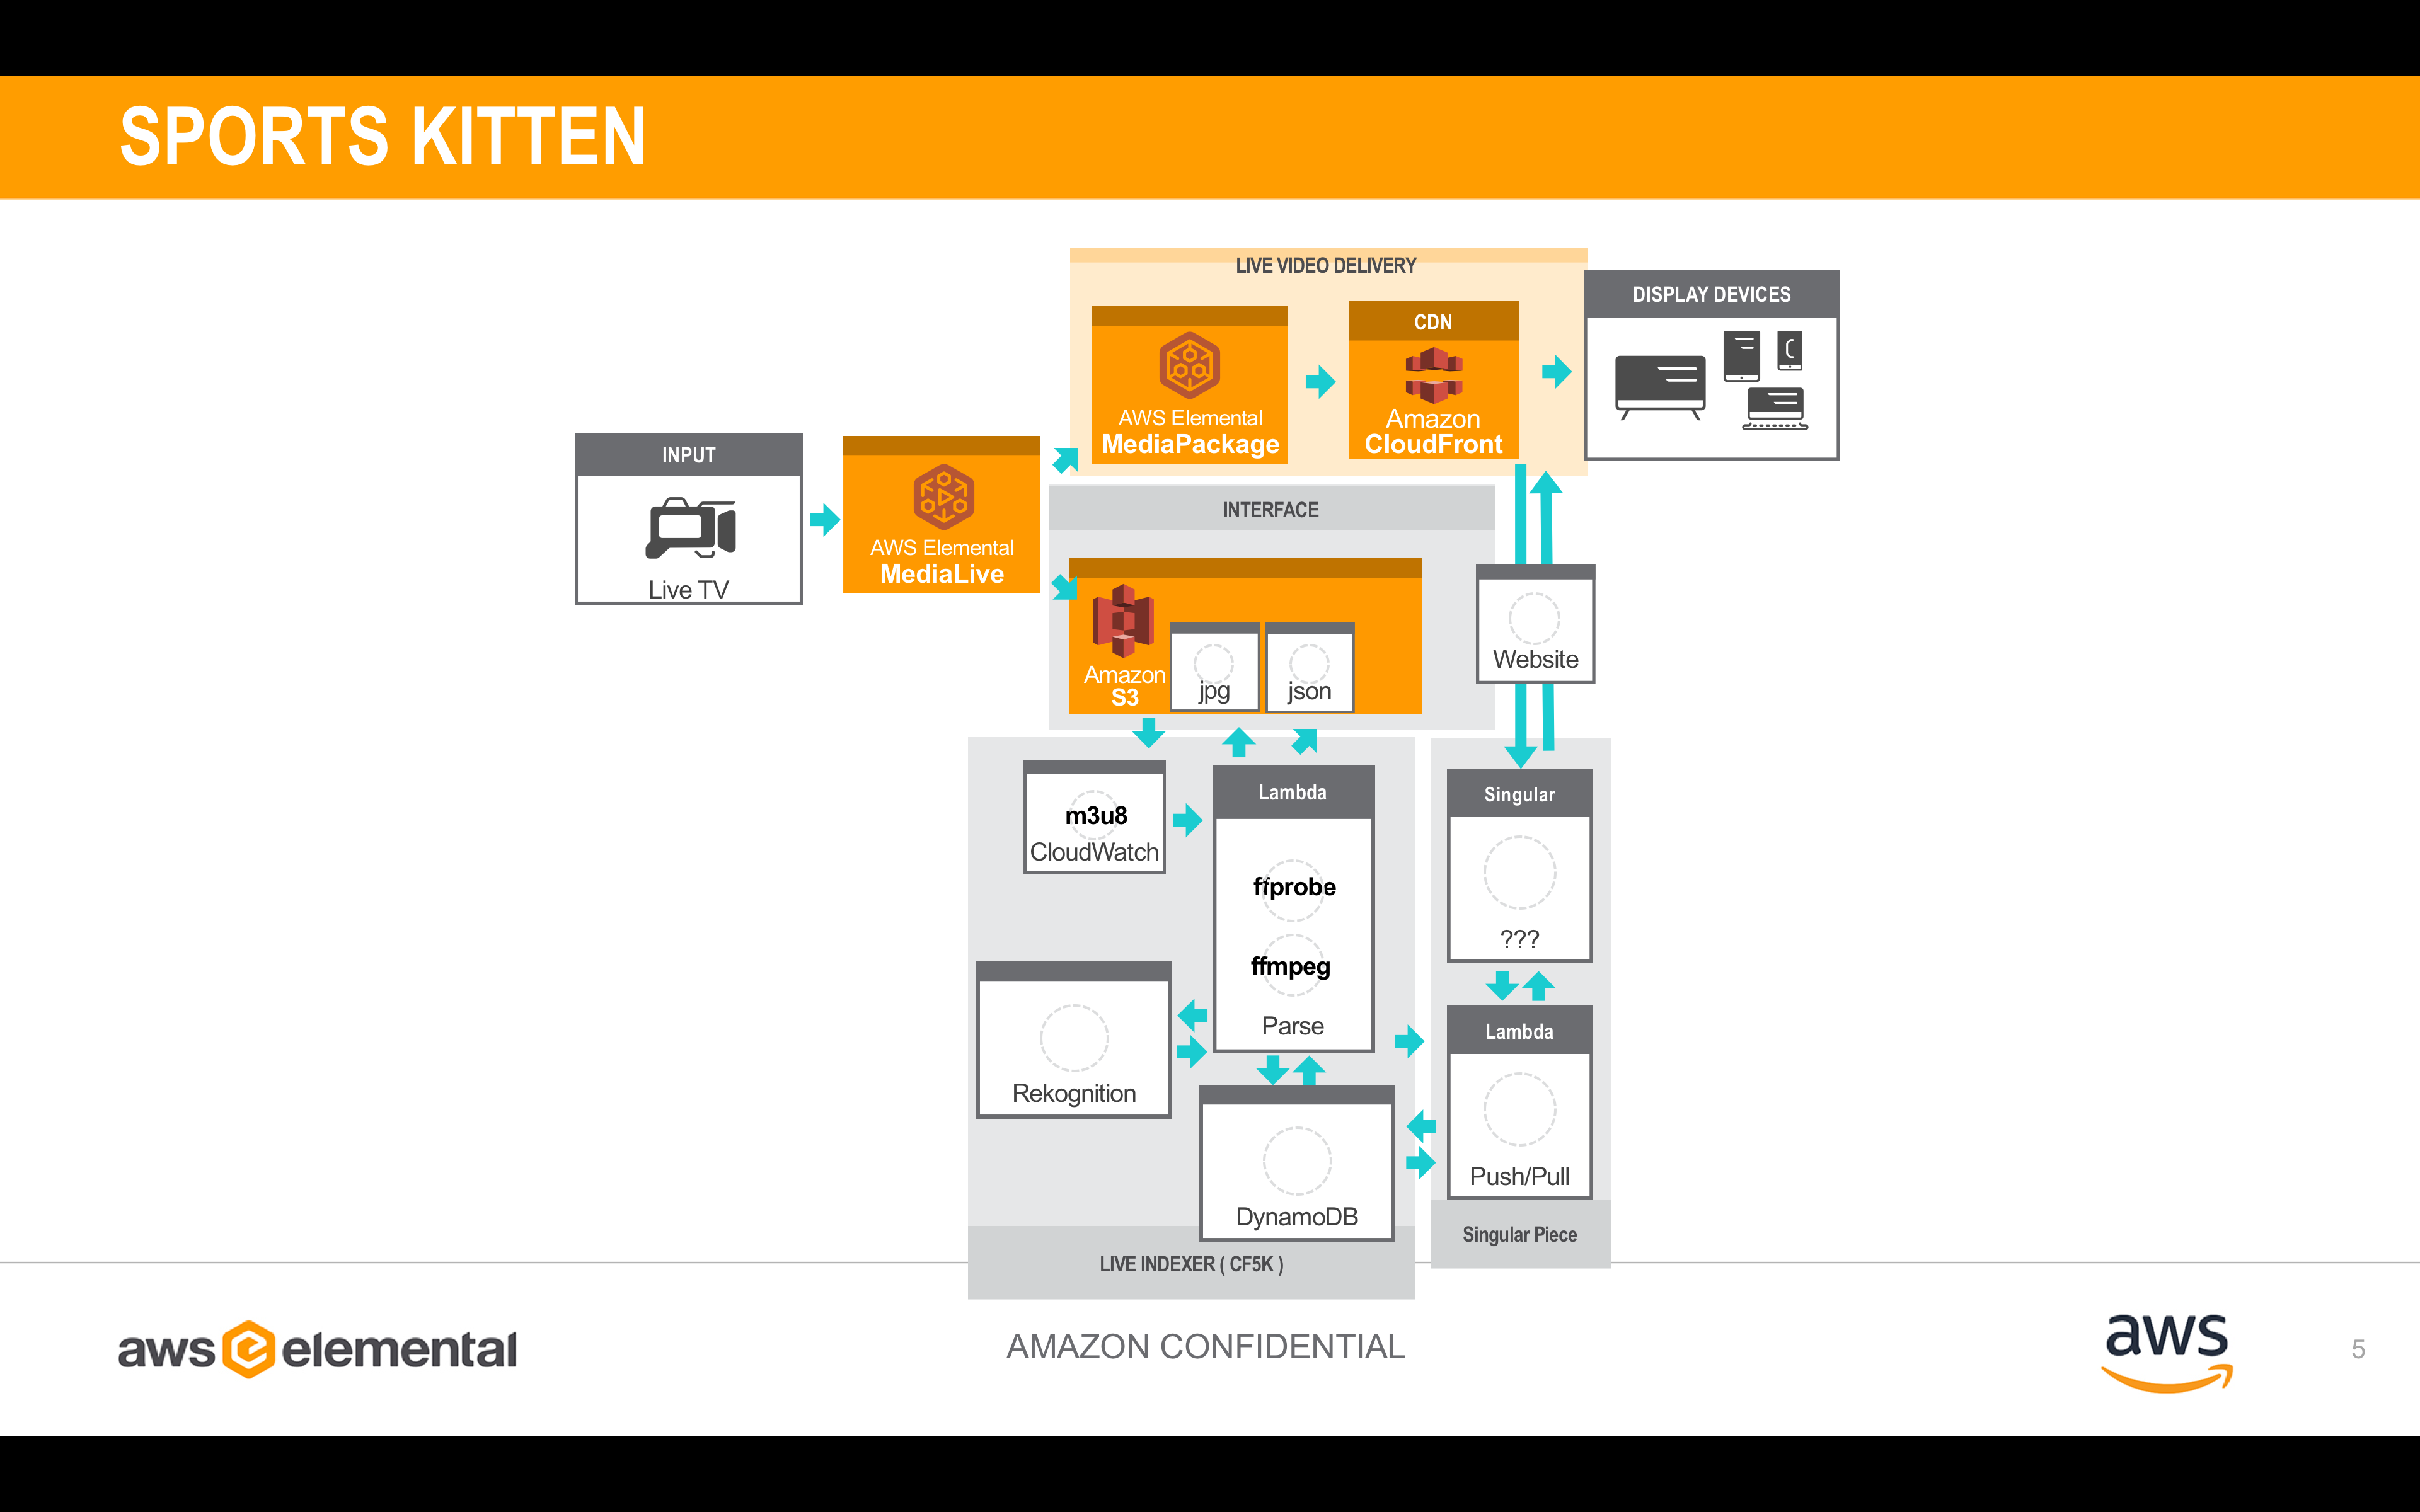 SPORTS KITTEN
LIVE VIDEO DELIVERY
DISPLAY DEVICES
CDN
AWS Elemental
MediaPackage
Amazon
CloudFront
INPUT
Live TV
AWS Elemental
MediaLive
INTERFACE
Amazon
S3
jpg
json
Website
m3u8
CloudWatch
Lambda
ffprobe
ffmpeg
Parse
Singular
???
Rekognition
Lambda
Push/Pull
DynamoDB
Singular Piece
LIVE INDEXER ( CF5K )
aws e elemental
AMAZON CONFIDENTIAL
aws
5